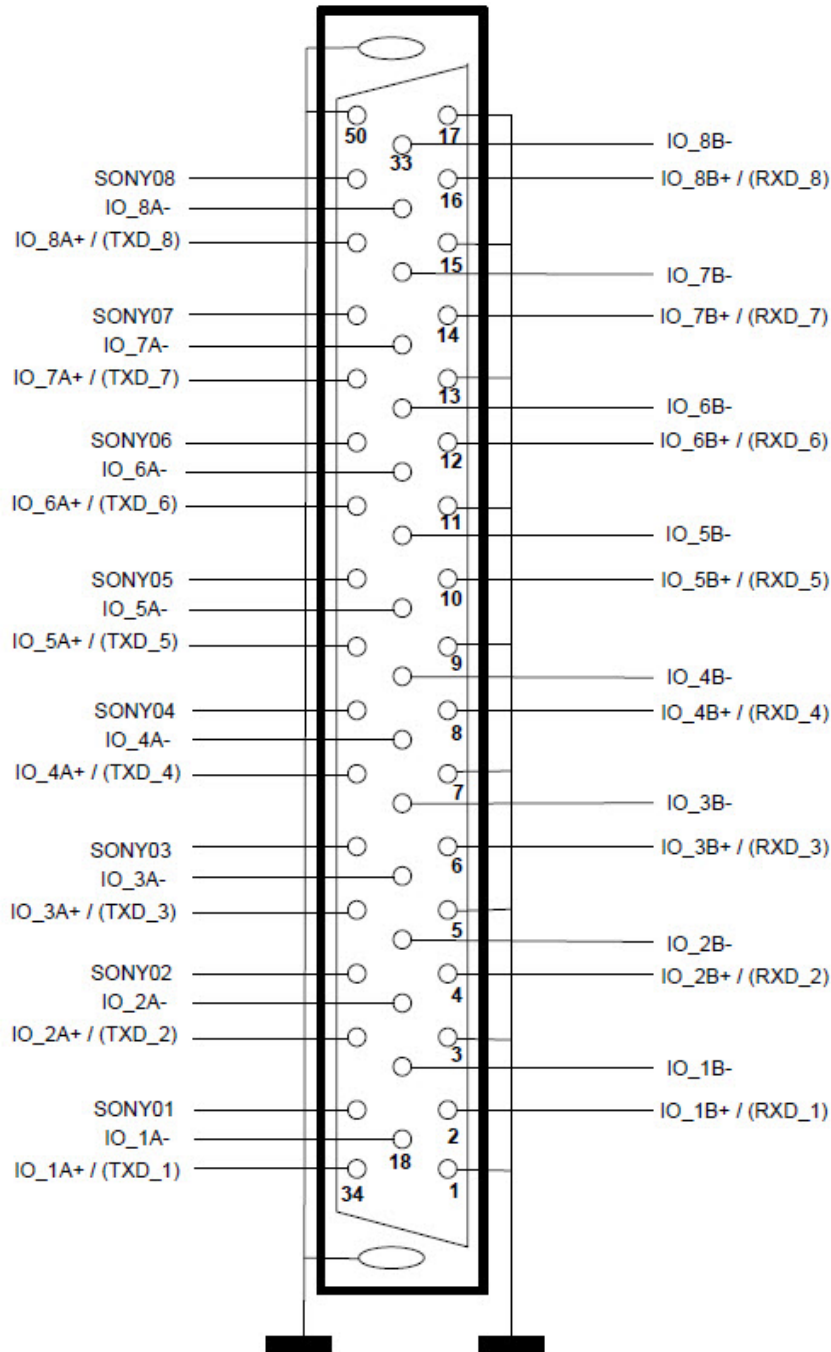 50
17
33
IO_8B-
SONY08
16
IO_8B+ / (RXD_8)
IO_8A-
IO_8A+ / (TXD_8)
15
IO_7B-
SONY07
14
IO_7B+ / (RXD_7)
IO_7A-
IO_7A+ / (TXD_7)
13
IO_6B-
SONY06
12
IO_6B+ / (RXD_6)
IO_6A-
IO_6A+ / (TXD_6)
11
IO_5B-
SONY05
10
IO_5B+ / (RXD_5)
IO_5A-
IO_5A+ / (TXD_5)
9
IO_4B-
SONY04
8
IO_4B+ / (RXD_4)
IO_4A-
IO_4A+ / (TXD_4)
7
IO_3B-
SONY03
6
IO_3B+ / (RXD_3)
IO_3A-
IO_3A+ / (TXD_3)
5
IO_2B-
SONY02
4
IO_2B+ / (RXD_2)
IO_2A-
IO_2A+ / (TXD_2)
3
IO_1B-
SONY01
2
IO_1B+ / (RXD_1)
IO_1A-
18
IO_1A+ / (TXD_1)
34
1